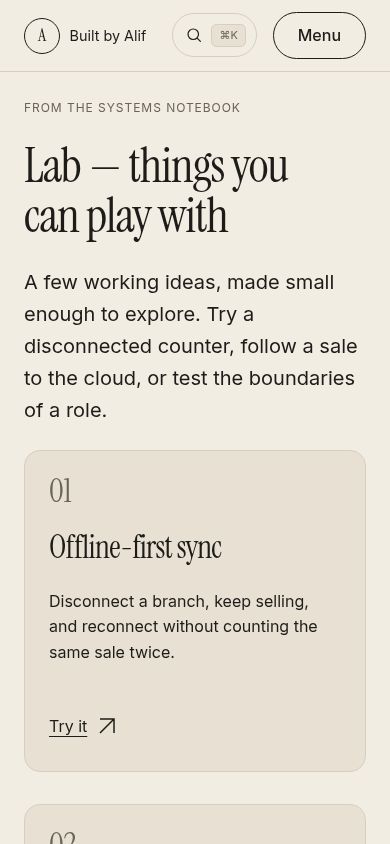 A
Built by Alif
⌘K
Menu
FROM THE SYSTEMS NOTEBOOK
Lab — things you
can play with
A few working ideas, made small
enough to explore. Try a
disconnected counter, follow a sale
to the cloud, or test the boundaries
of a role.
01
Offline-first sync
Disconnect a branch, keep selling,
and reconnect without counting the
same sale twice.
Try it
02